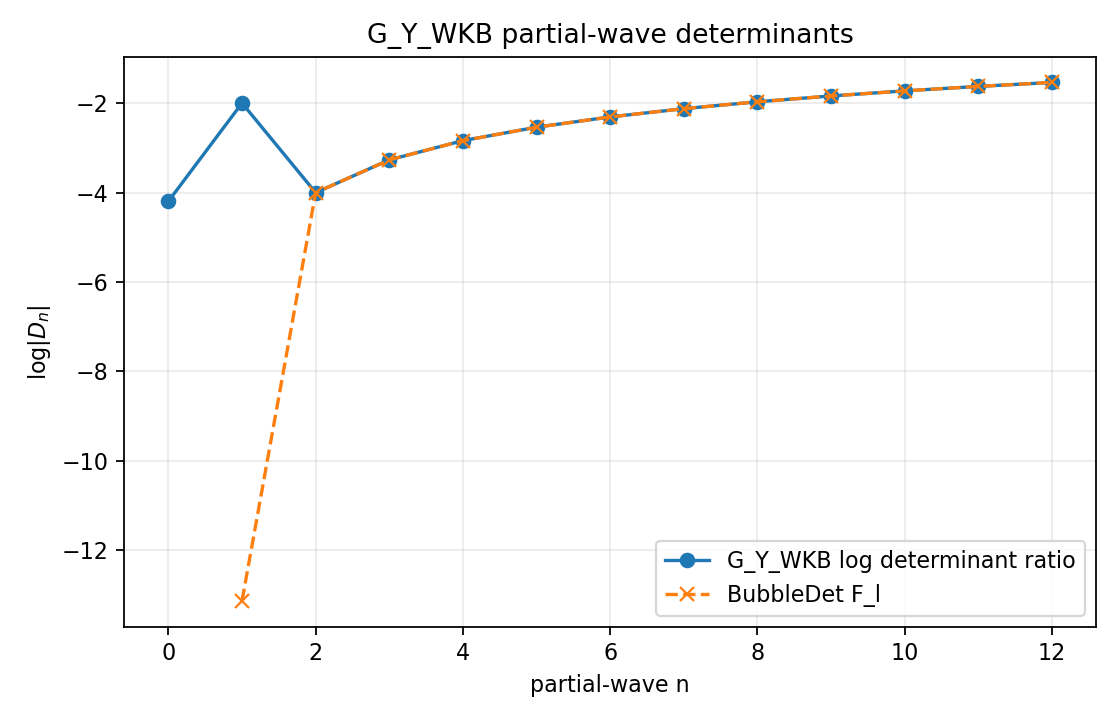 G_Y_WKB partial-wave determinants
log|Dₙ|
−2
−4
−6
−8
−10
−12
G_Y_WKB log determinant ratio
BubbleDet F_l
0 2 4 6 8 10 12
partial-wave n